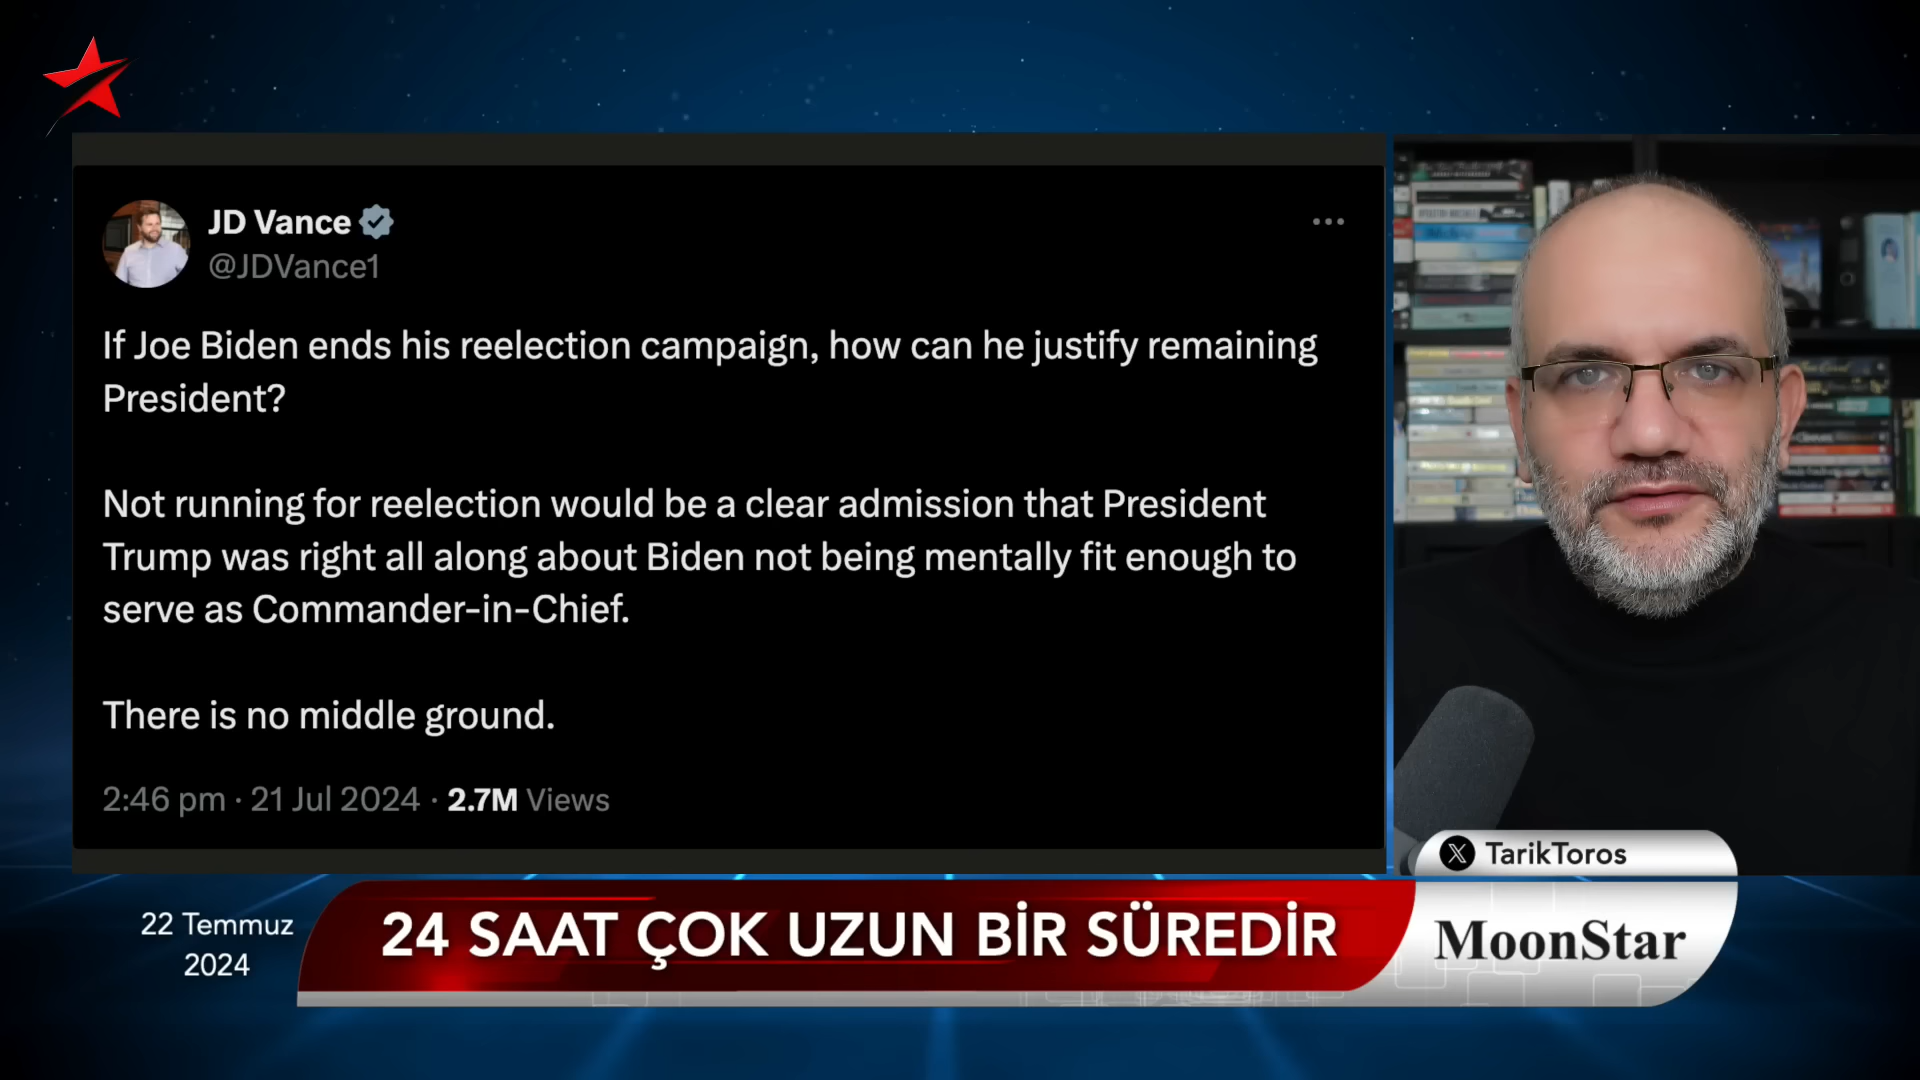 JD Vance
@JDVance1
If Joe Biden ends his reelection campaign, how can he justify remaining
President?
Not running for reelection would be a clear admission that President
Trump was right all along about Biden not being mentally fit enough to
serve as Commander-in-Chief.
There is no middle ground.
2:46 pm · 21 Jul 2024 · 2.7M Views
TarikToros
22 Temmuz
2024
24 SAAT ÇOK UZUN BİR SÜREDİR
MoonStar